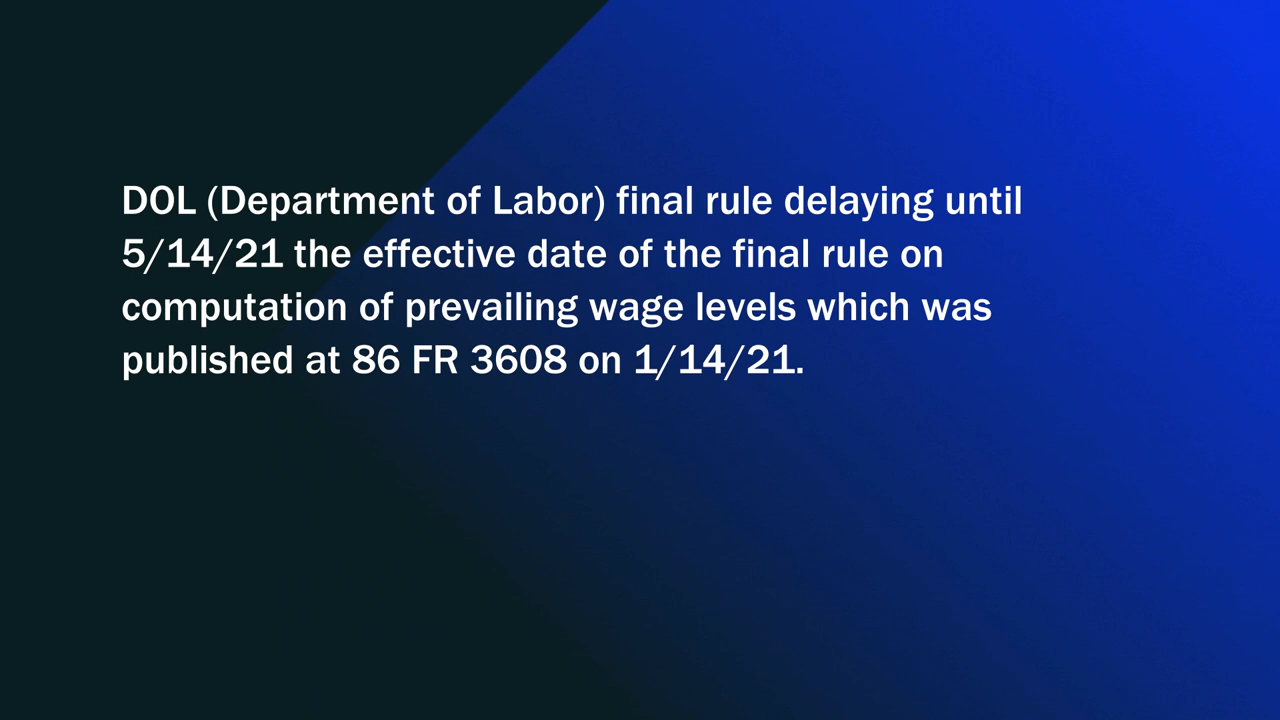 DOL (Department of Labor) final rule delaying until
5/14/21 the effective date of the final rule on
computation of prevailing wage levels which was
published at 86 FR 3608 on 1/14/21.